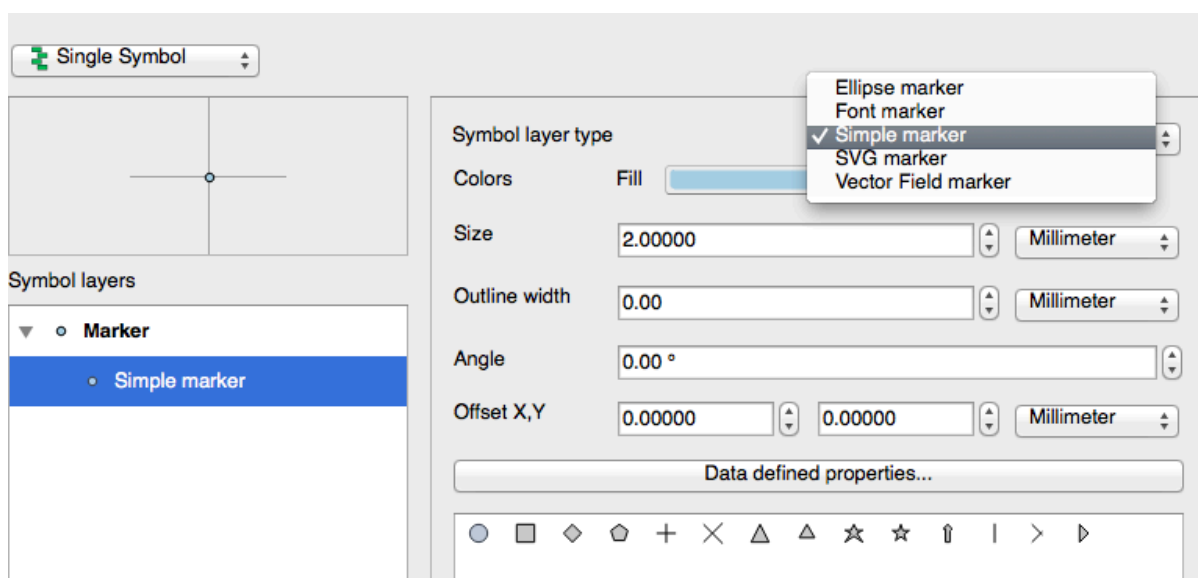 Single Symbol
Symbol layers
Marker
Simple marker
Symbol layer type
Ellipse marker
Font marker
✓ Simple marker
SVG marker
Vector Field marker
Colors Fill
Size 2.00000 Millimeter
Outline width 0.00 Millimeter
Angle 0.00 °
Offset X,Y 0.00000 0.00000 Millimeter
Data defined properties...